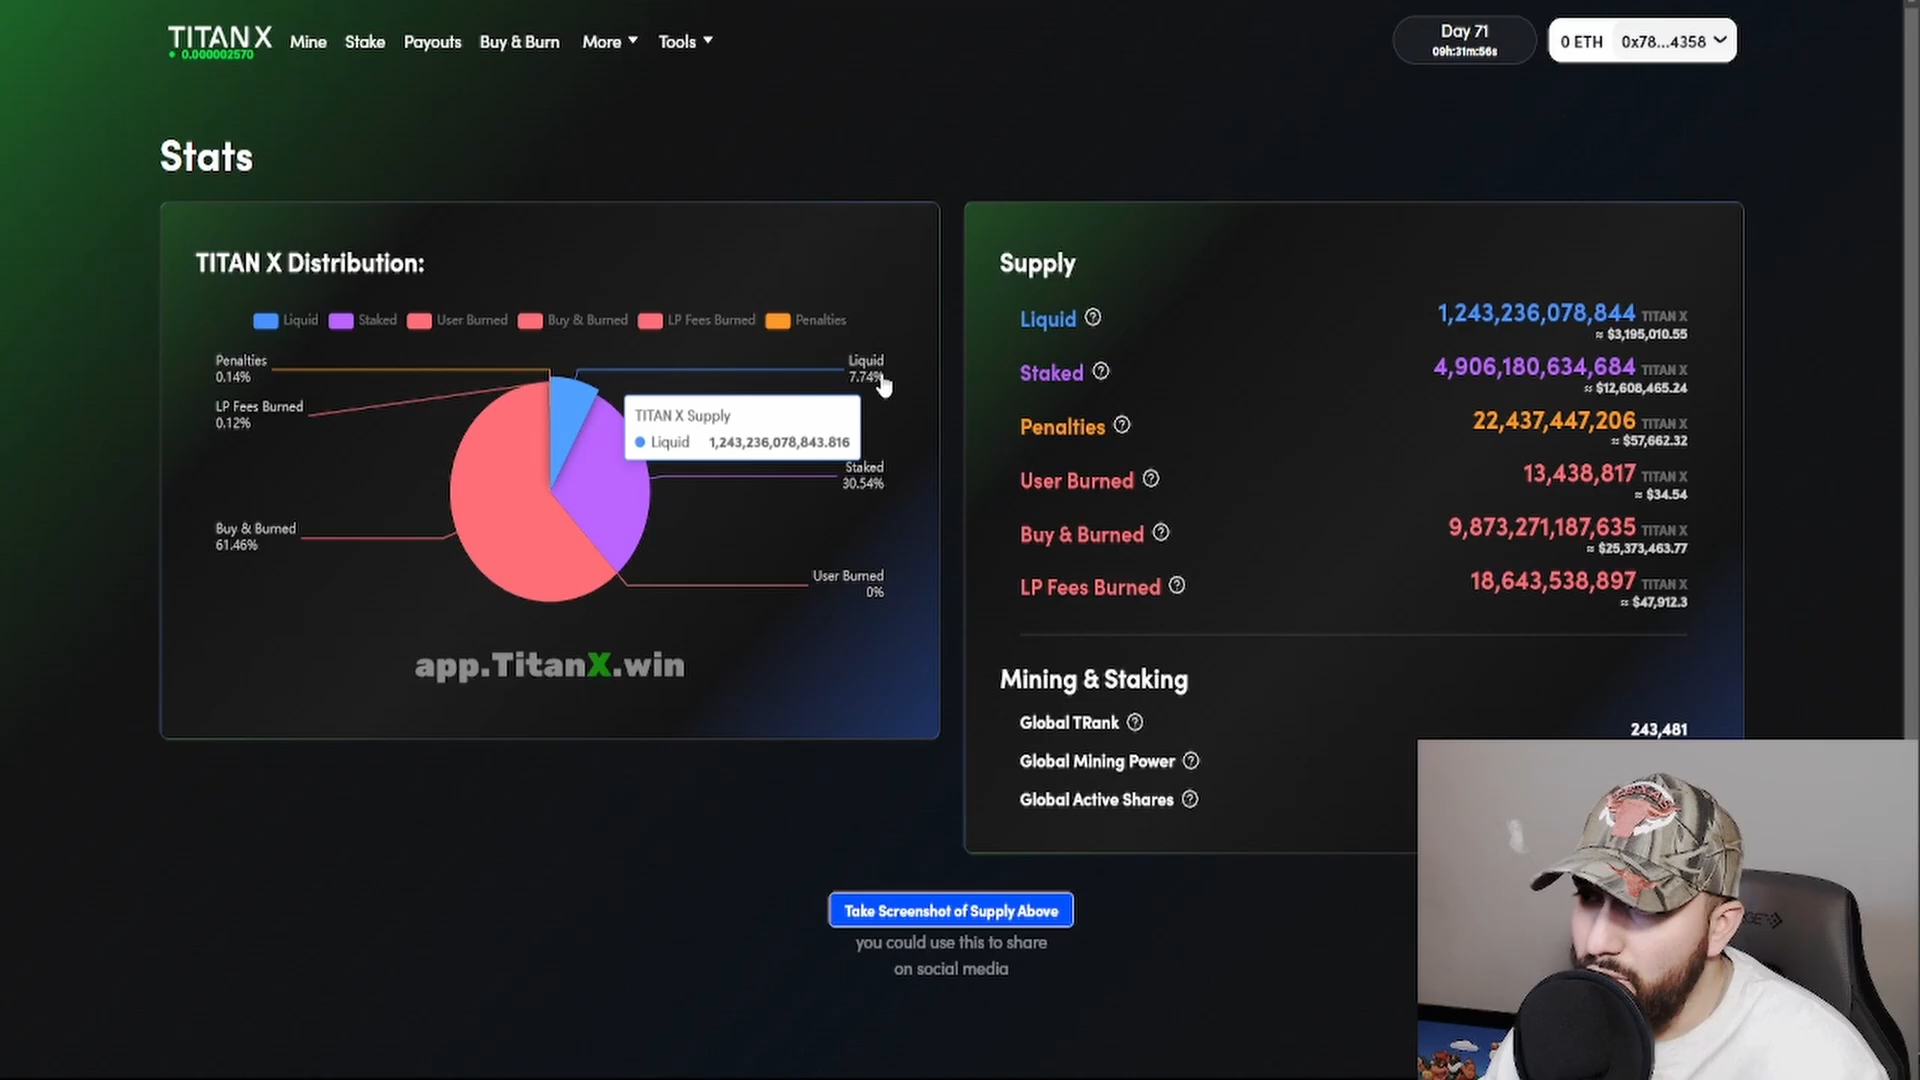 TITAN X
0.000002570
Mine
Stake
Payouts
Buy & Burn
More
Tools
Day 71
09h:31m:56s
0 ETH
0x78...4358
Stats
TITAN X Distribution:
Liquid
Staked
User Burned
Buy & Burned
LP Fees Burned
Penalties
Penalties
0.14%
LP Fees Burned
0.12%
Buy & Burned
61.46%
Liquid
7.74%
TITAN X Supply
Liquid 1,243,236,078,843.816
Staked
30.54%
User Burned
0%
app.TitanX.win
Supply
Liquid
1,243,236,078,844 TITAN X
≈ $3,195,010.55
Staked
4,906,180,634,684 TITAN X
≈ $12,608,465.24
Penalties
22,437,447,206 TITAN X
≈ $57,662.32
User Burned
13,438,817 TITAN X
≈ $34.54
Buy & Burned
9,873,271,187,635 TITAN X
≈ $25,373,463.77
LP Fees Burned
18,643,538,897 TITAN X
≈ $47,912.3
Mining & Staking
Global TRank
243,481
Global Mining Power
Global Active Shares
Take Screenshot of Supply Above
you could use this to share
on social media